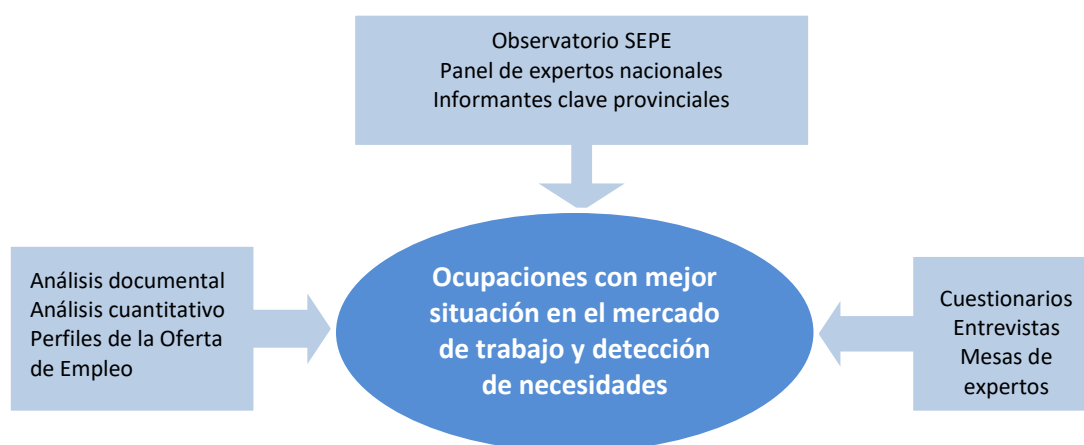 Observatorio SEPE
Panel de expertos nacionales
Informantes clave provinciales
Análisis documental
Análisis cuantitativo
Perfiles de la Oferta
de Empleo
Ocupaciones con mejor
situación en el mercado
de trabajo y detección
de necesidades
Cuestionarios
Entrevistas
Mesas de
expertos